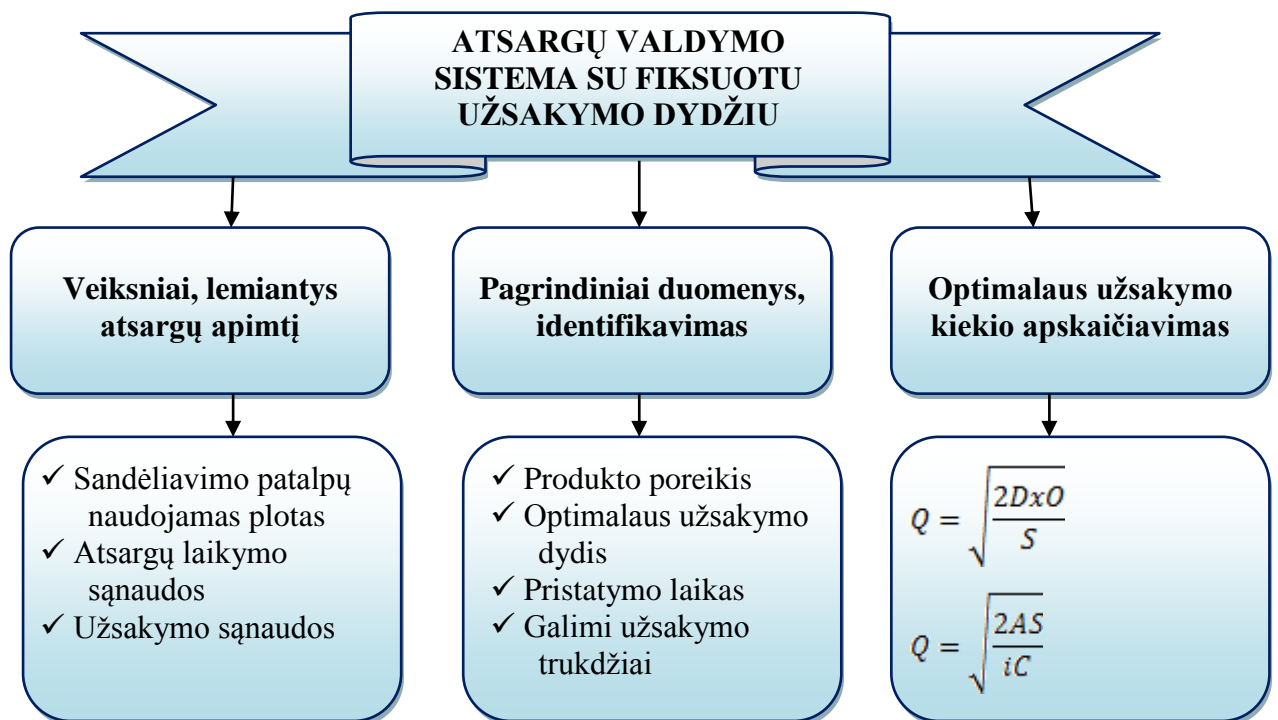 ATSARGŲ VALDYMO
SISTEMA SU FIKSUOTU
UŽSAKYMO DYDŽIU
Veiksniai, lemiantys
atsargų apimtį
Pagrindiniai duomenys,
identifikavimas
Optimalaus užsakymo
kiekio apskaičiavimas
✓ Sandėliavimo patalpų
naudojamas plotas
✓ Atsargų laikymo
sąnaudos
✓ Užsakymo sąnaudos
✓ Produkto poreikis
✓ Optimalaus užsakymo
dydis
✓ Pristatymo laikas
✓ Galimi užsakymo
trukdžiai
Q = √(2DxO/S)
Q = √(2AS/iC)